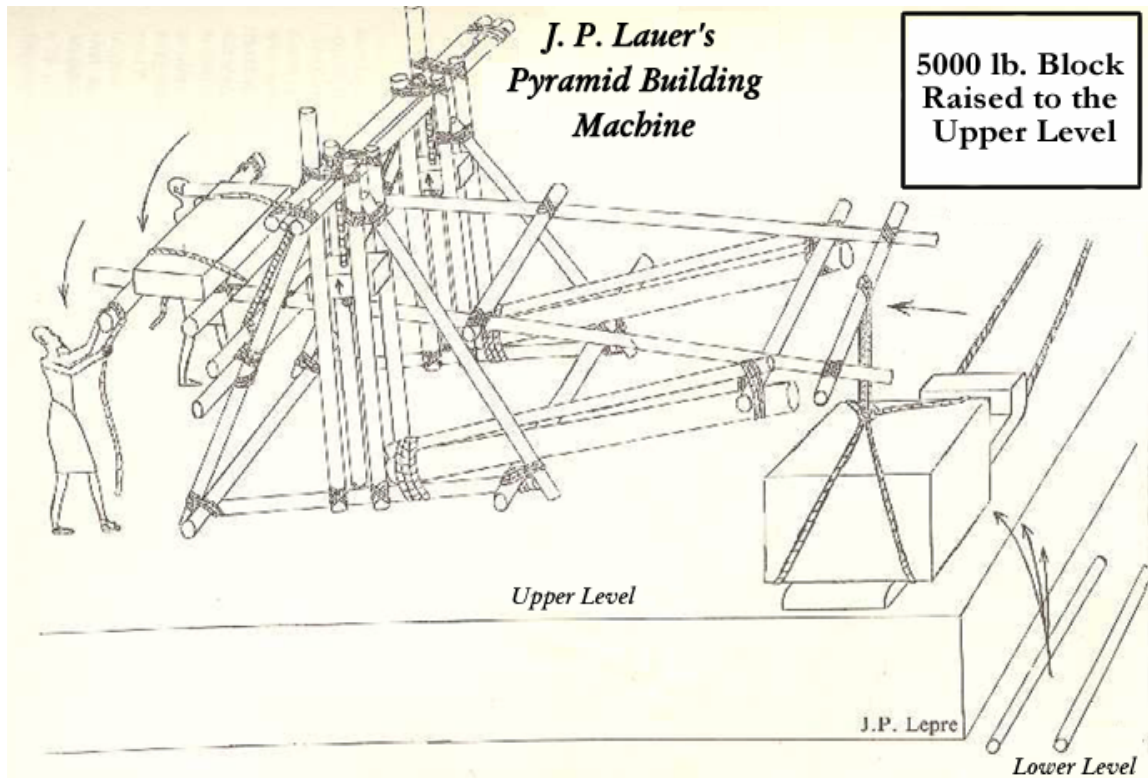 J. P. Lauer's
Pyramid Building
Machine
5000 lb. Block
Raised to the
Upper Level
Upper Level
J.P. Lepre
Lower Level